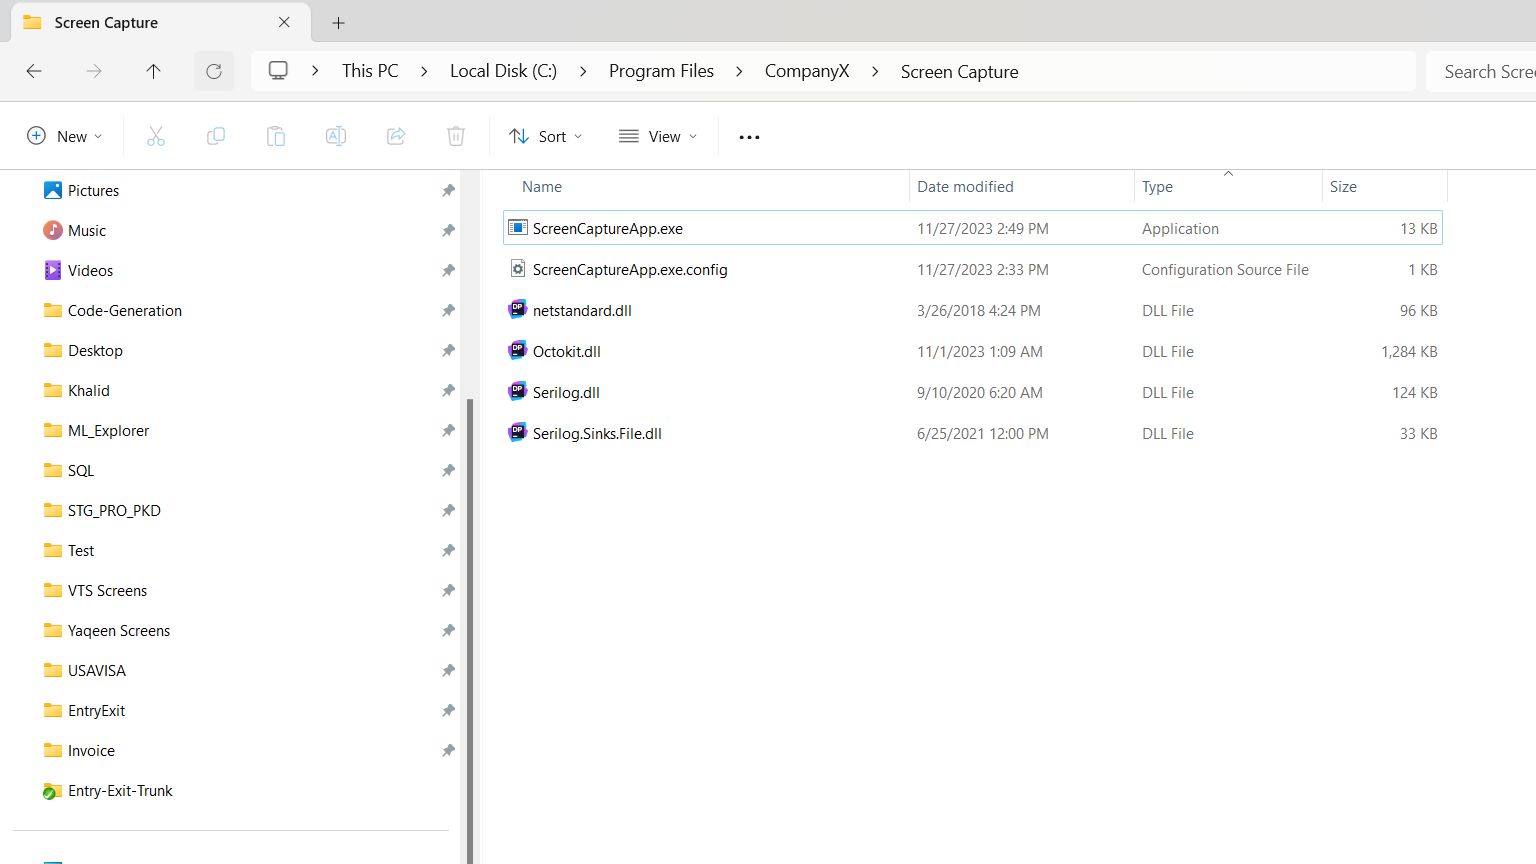 Screen Capture
This PC > Local Disk (C:) > Program Files > CompanyX > Screen Capture
Search Scre
New
Sort
View
Pictures
Music
Videos
Code-Generation
Desktop
Khalid
ML_Explorer
SQL
STG_PRO_PKD
Test
VTS Screens
Yaqeen Screens
USAVISA
EntryExit
Invoice
Entry-Exit-Trunk
Name Date modified Type Size
ScreenCaptureApp.exe 11/27/2023 2:49 PM Application 13 KB
ScreenCaptureApp.exe.config 11/27/2023 2:33 PM Configuration Source File 1 KB
DP netstandard.dll 3/26/2018 4:24 PM DLL File 96 KB
DP Octokit.dll 11/1/2023 1:09 AM DLL File 1,284 KB
DP Serilog.dll 9/10/2020 6:20 AM DLL File 124 KB
DP Serilog.Sinks.File.dll 6/25/2021 12:00 PM DLL File 33 KB